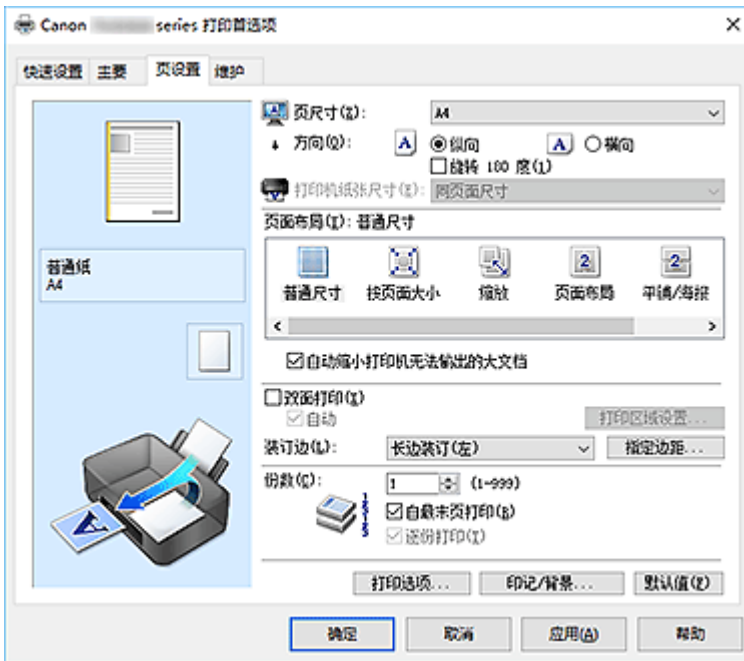 Canon series 打印首选项
快速设置 主要 页设置 维护
页尺寸(Z): A4
方向(O): A 纵向 A 横向
旋转 180 度(1)
打印机纸张尺寸(E): 同页面尺寸
页面布局(T): 普通尺寸
普通尺寸 按页面大小 缩放 页面布局 平铺/海报
普通纸
A4
自动缩小打印机无法输出的大文档
双面打印(X)
自动 打印区域设置...
装订边(L): 长边装订(左) 指定边距...
份数(C): 1 (1-999)
自最末页打印(B)
逐份打印(T)
打印选项... 印记/背景... 默认值(F)
确定 取消 应用(A) 帮助